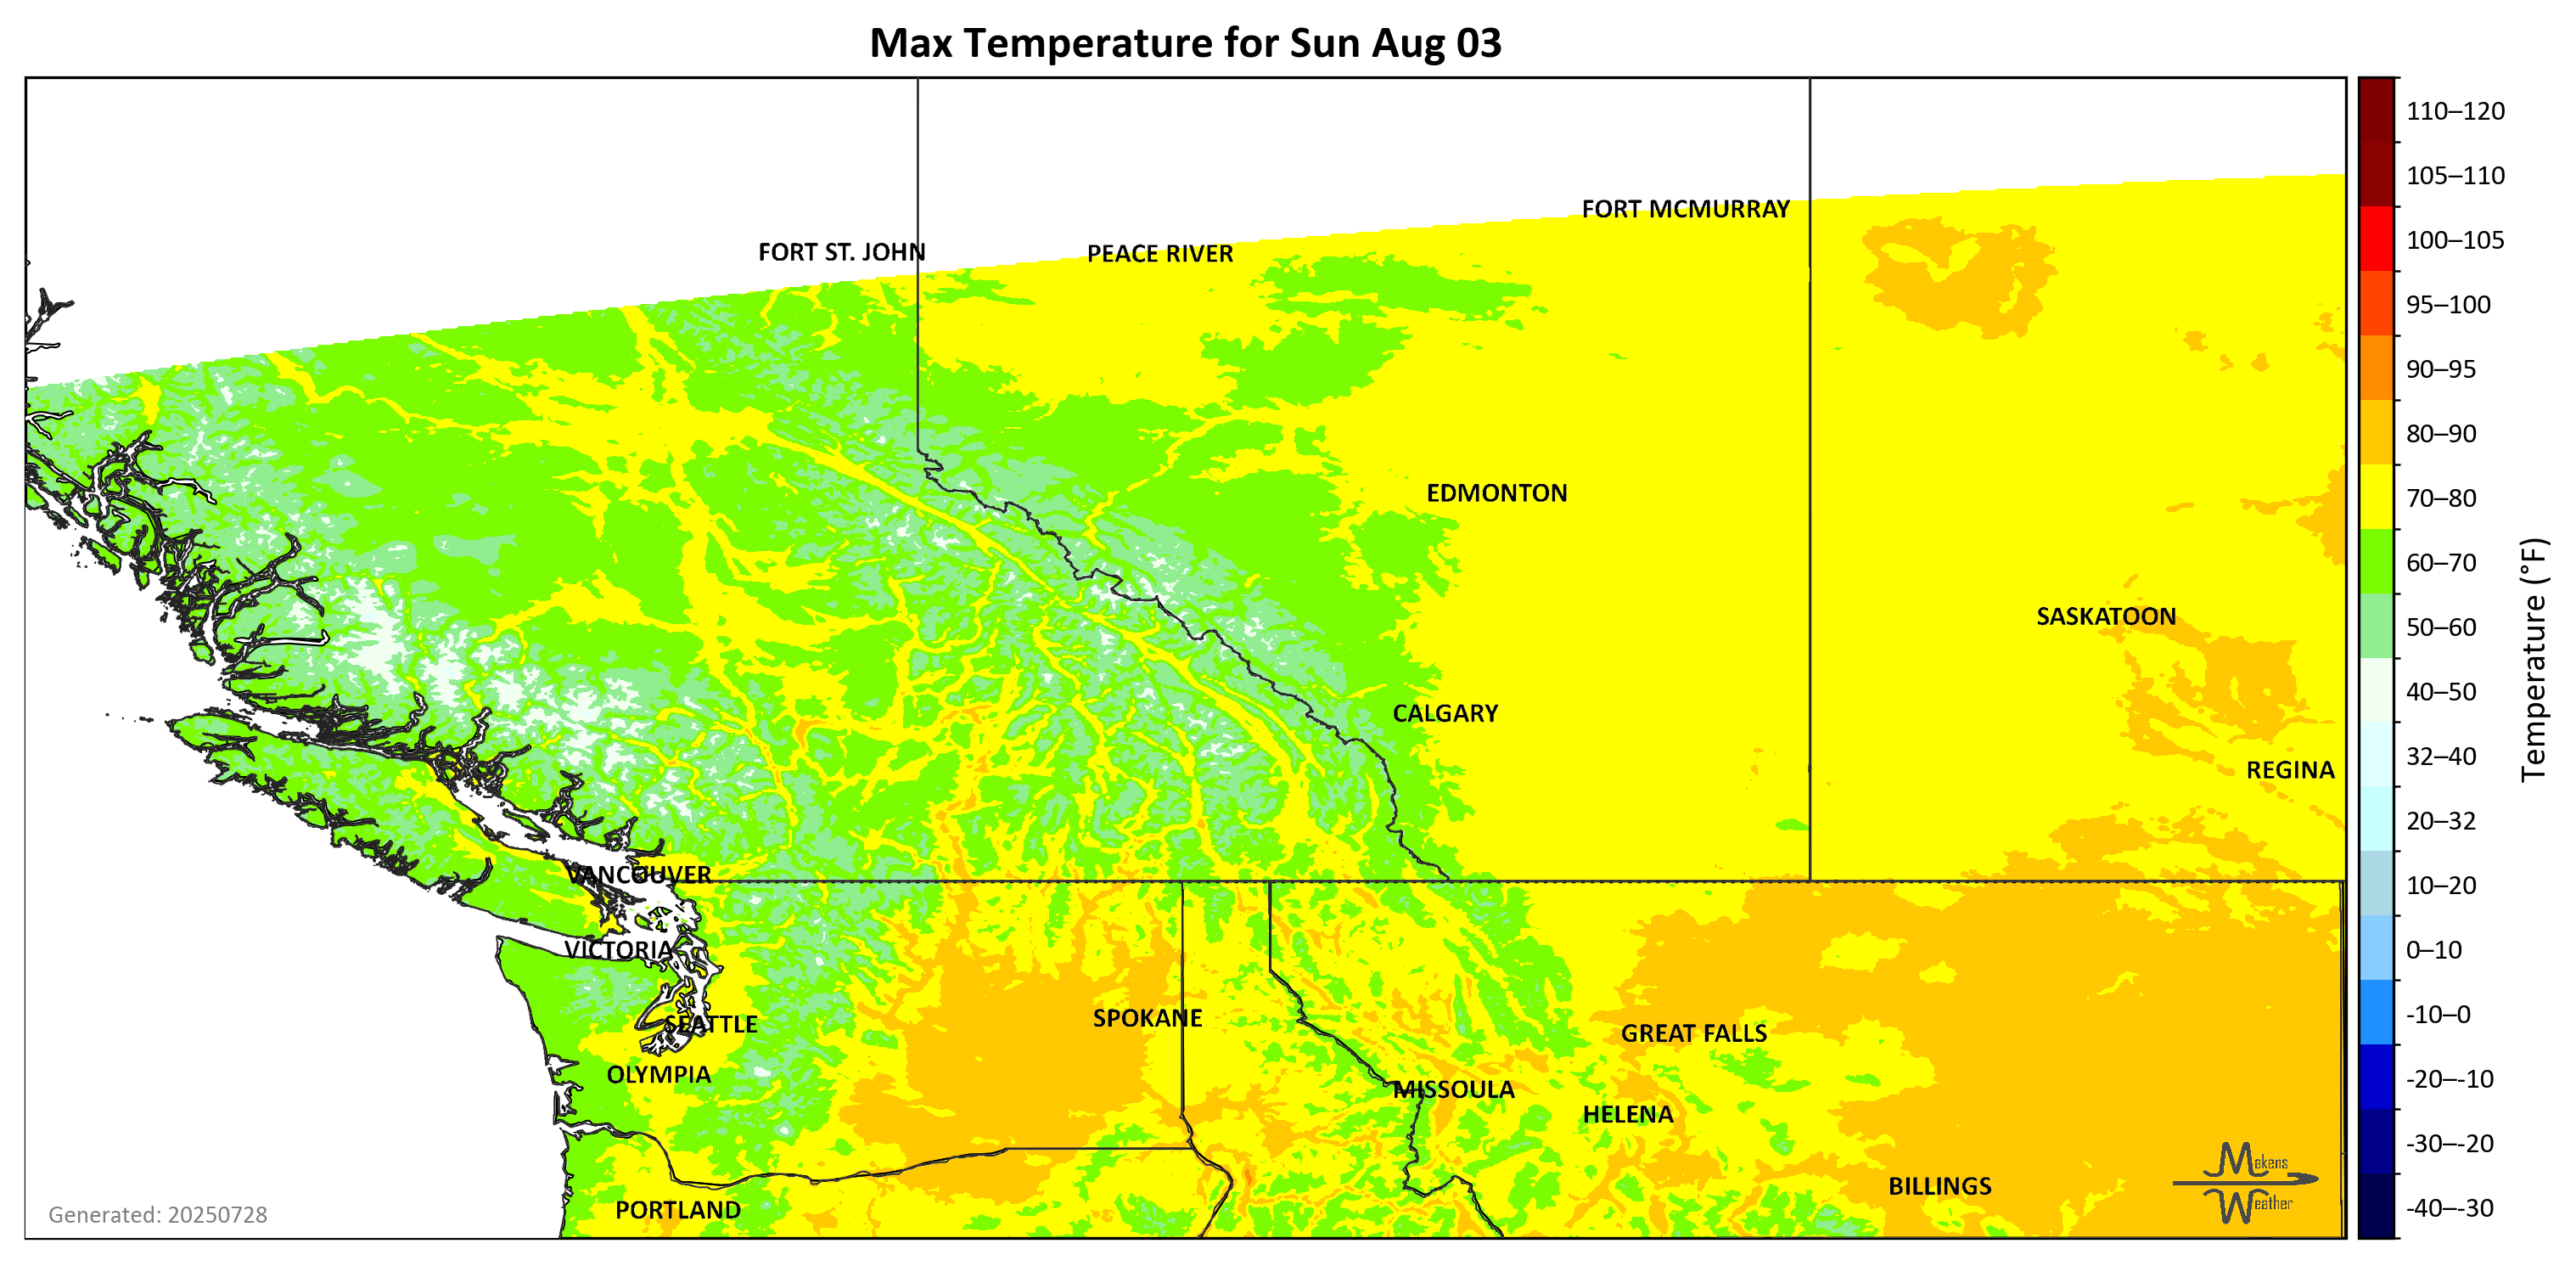 Max Temperature for Sun Aug 03
FORT MCMURRAY
FORT ST. JOHN
PEACE RIVER
EDMONTON
SASKATOON
CALGARY
REGINA
VANCOUVER
VICTORIA
SEATTLE
SPOKANE
GREAT FALLS
OLYMPIA
MISSOULA
HELENA
BILLINGS
PORTLAND
Makens
Weather
Generated: 20250728
110–120
105–110
100–105
95–100
90–95
80–90
70–80
60–70
50–60
40–50
32–40
20–32
10–20
0–10
-10–0
-20–-10
-30–-20
-40–-30
Temperature (°F)